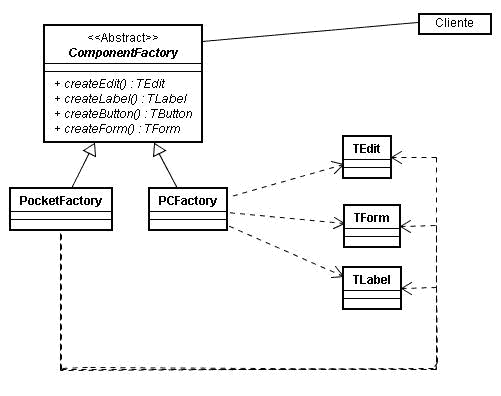 Cliente
<<Abstract>>
ComponentFactory
+ createEdit() : TEdit
+ createLabel() : TLabel
+ createButton() : TButton
+ createForm() : TForm
TEdit
PocketFactory
PCFactory
TForm
TLabel